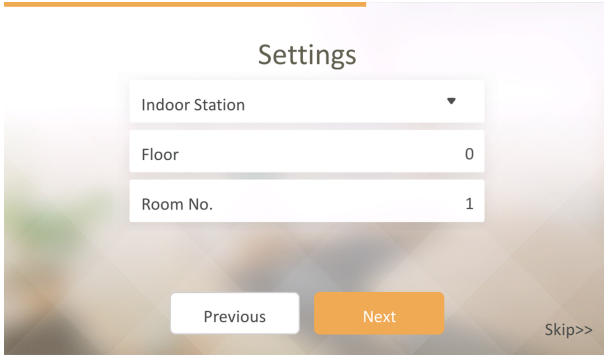 Settings
Indoor Station
Floor 0
Room No. 1
Previous Next
Skip>>